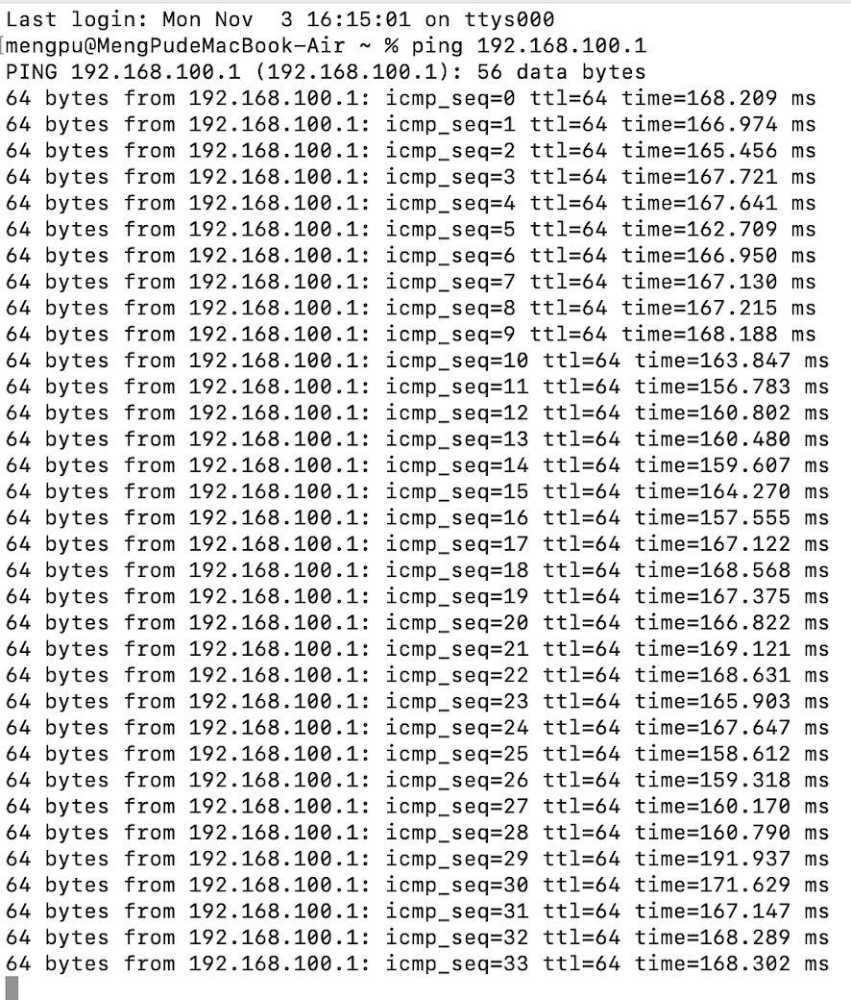 Last login: Mon Nov  3 16:15:01 on ttys000
[mengpu@MengPudeMacBook-Air ~ % ping 192.168.100.1
PING 192.168.100.1 (192.168.100.1): 56 data bytes
64 bytes from 192.168.100.1: icmp_seq=0 ttl=64 time=168.209 ms
64 bytes from 192.168.100.1: icmp_seq=1 ttl=64 time=166.974 ms
64 bytes from 192.168.100.1: icmp_seq=2 ttl=64 time=165.456 ms
64 bytes from 192.168.100.1: icmp_seq=3 ttl=64 time=167.721 ms
64 bytes from 192.168.100.1: icmp_seq=4 ttl=64 time=167.641 ms
64 bytes from 192.168.100.1: icmp_seq=5 ttl=64 time=162.709 ms
64 bytes from 192.168.100.1: icmp_seq=6 ttl=64 time=166.950 ms
64 bytes from 192.168.100.1: icmp_seq=7 ttl=64 time=167.130 ms
64 bytes from 192.168.100.1: icmp_seq=8 ttl=64 time=167.215 ms
64 bytes from 192.168.100.1: icmp_seq=9 ttl=64 time=168.188 ms
64 bytes from 192.168.100.1: icmp_seq=10 ttl=64 time=163.847 ms
64 bytes from 192.168.100.1: icmp_seq=11 ttl=64 time=156.783 ms
64 bytes from 192.168.100.1: icmp_seq=12 ttl=64 time=160.802 ms
64 bytes from 192.168.100.1: icmp_seq=13 ttl=64 time=160.480 ms
64 bytes from 192.168.100.1: icmp_seq=14 ttl=64 time=159.607 ms
64 bytes from 192.168.100.1: icmp_seq=15 ttl=64 time=164.270 ms
64 bytes from 192.168.100.1: icmp_seq=16 ttl=64 time=157.555 ms
64 bytes from 192.168.100.1: icmp_seq=17 ttl=64 time=167.122 ms
64 bytes from 192.168.100.1: icmp_seq=18 ttl=64 time=168.568 ms
64 bytes from 192.168.100.1: icmp_seq=19 ttl=64 time=167.375 ms
64 bytes from 192.168.100.1: icmp_seq=20 ttl=64 time=166.822 ms
64 bytes from 192.168.100.1: icmp_seq=21 ttl=64 time=169.121 ms
64 bytes from 192.168.100.1: icmp_seq=22 ttl=64 time=168.631 ms
64 bytes from 192.168.100.1: icmp_seq=23 ttl=64 time=165.903 ms
64 bytes from 192.168.100.1: icmp_seq=24 ttl=64 time=167.647 ms
64 bytes from 192.168.100.1: icmp_seq=25 ttl=64 time=158.612 ms
64 bytes from 192.168.100.1: icmp_seq=26 ttl=64 time=159.318 ms
64 bytes from 192.168.100.1: icmp_seq=27 ttl=64 time=160.170 ms
64 bytes from 192.168.100.1: icmp_seq=28 ttl=64 time=160.790 ms
64 bytes from 192.168.100.1: icmp_seq=29 ttl=64 time=191.937 ms
64 bytes from 192.168.100.1: icmp_seq=30 ttl=64 time=171.629 ms
64 bytes from 192.168.100.1: icmp_seq=31 ttl=64 time=167.147 ms
64 bytes from 192.168.100.1: icmp_seq=32 ttl=64 time=168.289 ms
64 bytes from 192.168.100.1: icmp_seq=33 ttl=64 time=168.302 ms